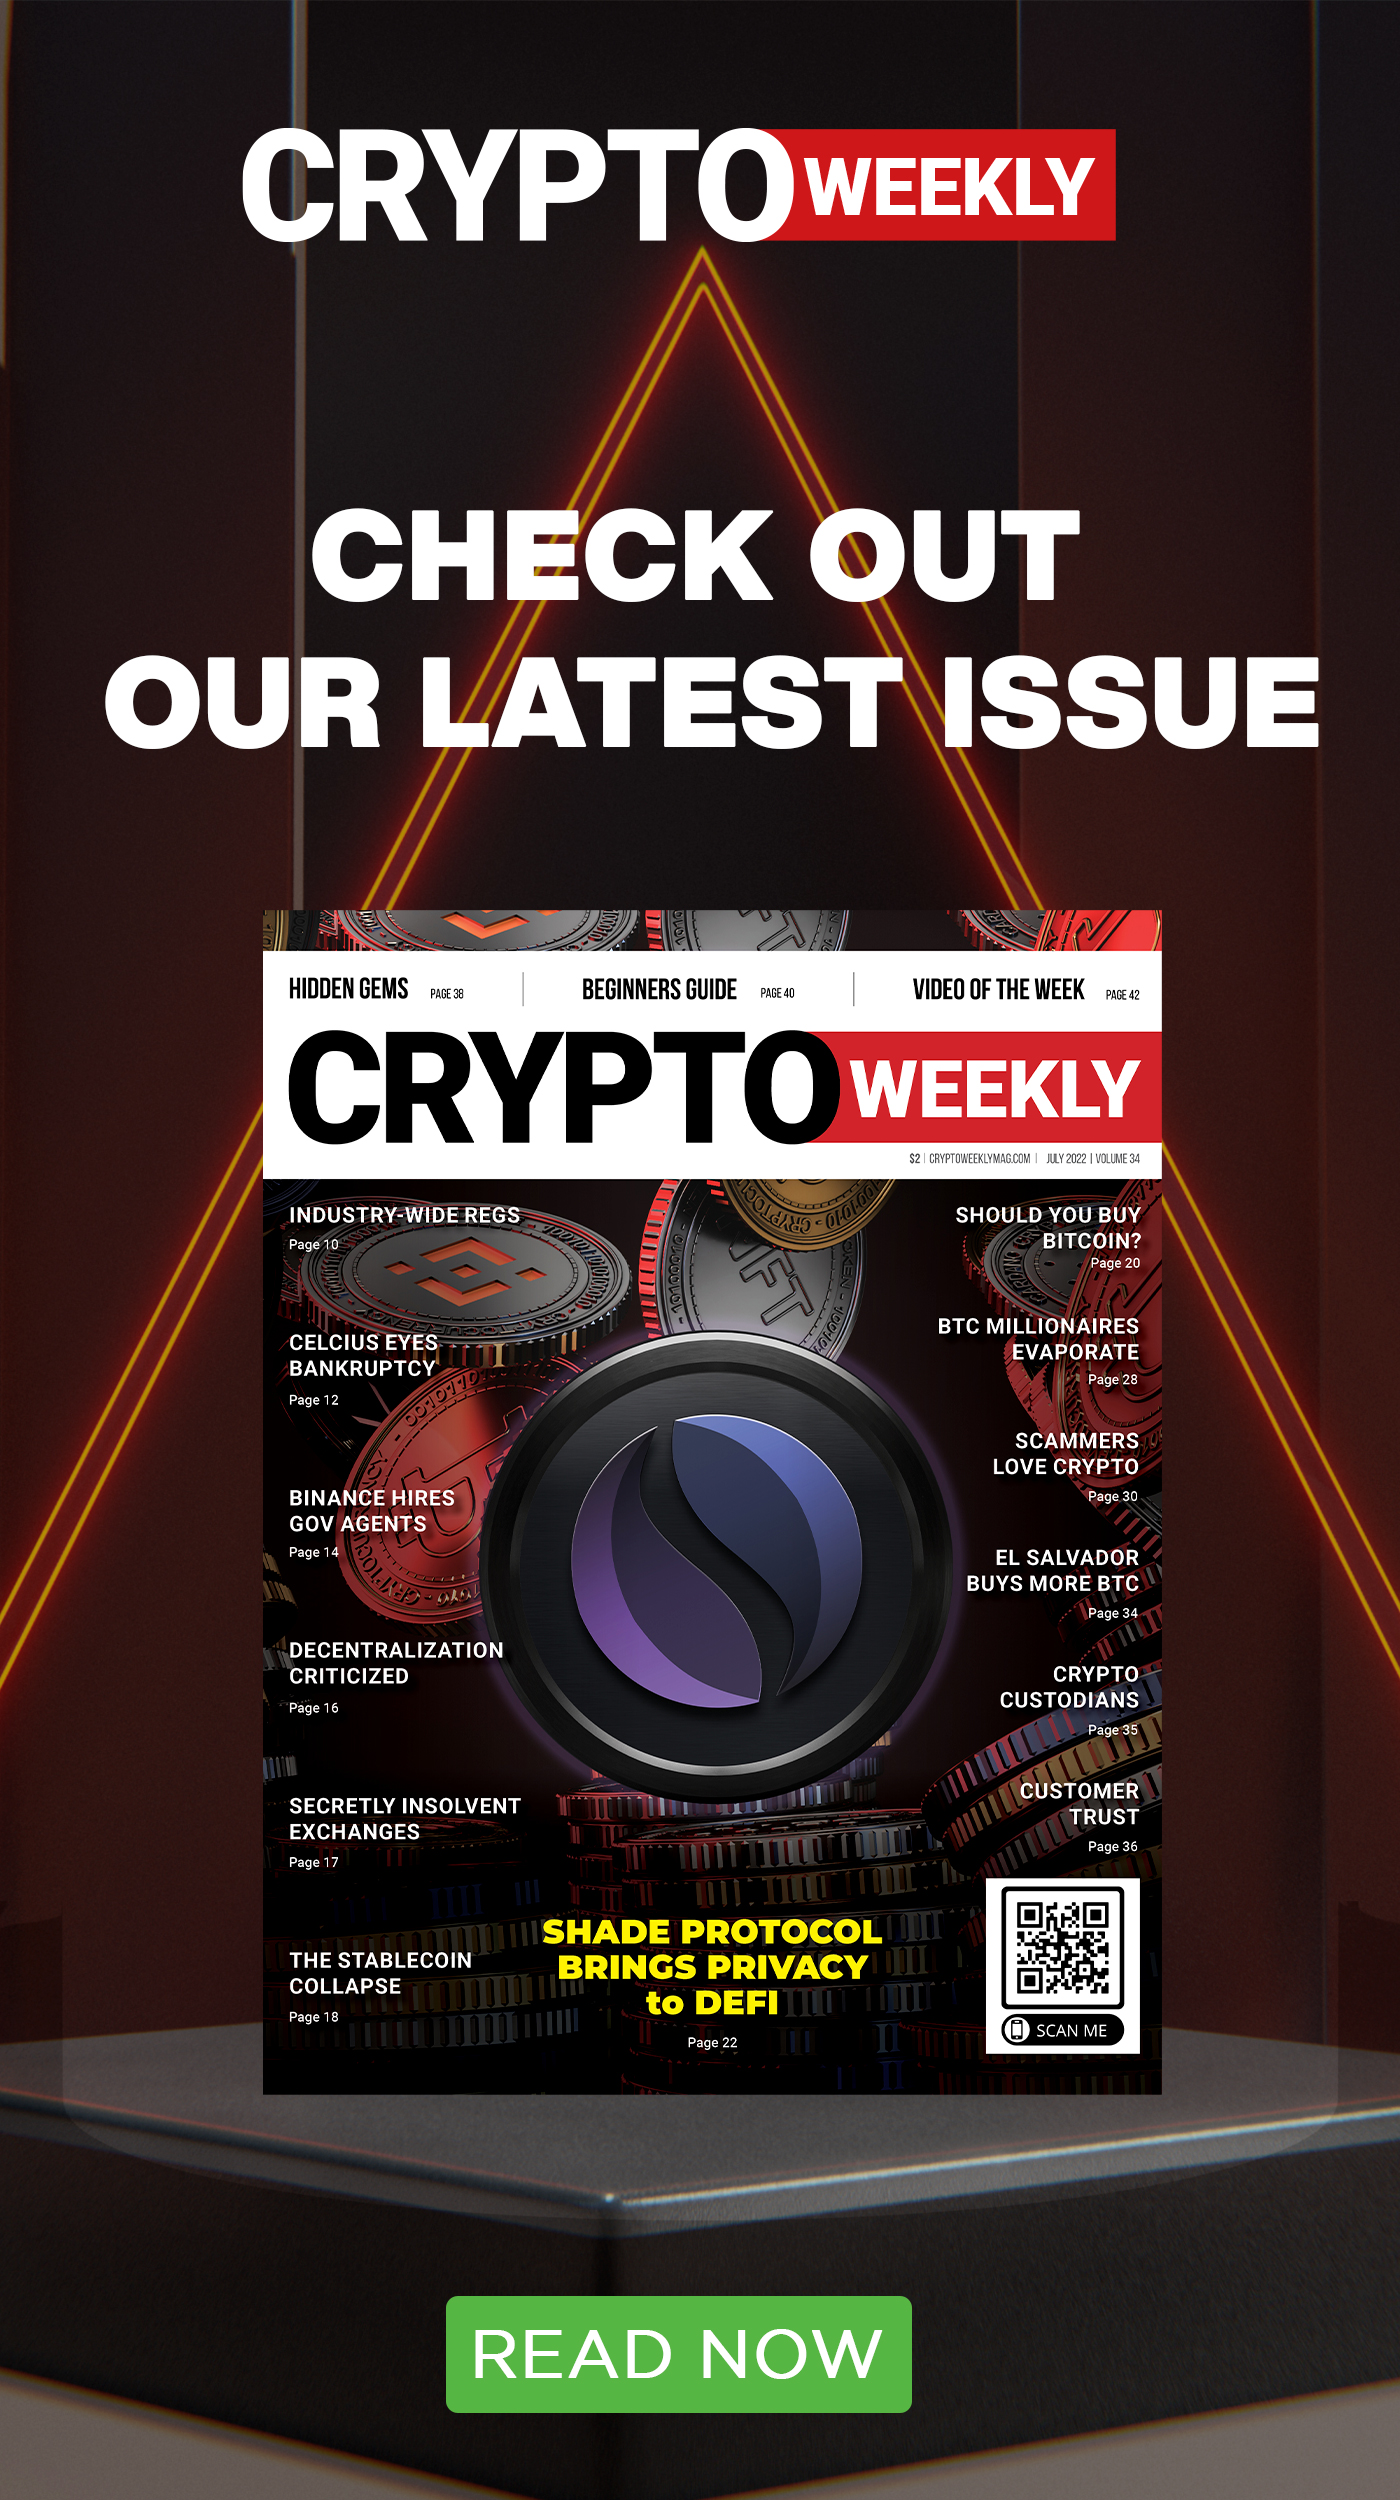 CRYPTO WEEKLY
CHECK OUT
OUR LATEST ISSUE
HIDDEN GEMS PAGE 38 | BEGINNERS GUIDE PAGE 40 | VIDEO OF THE WEEK PAGE 42
CRYPTO WEEKLY
$2 | CRYPTOWEEKLYMAG.COM | JULY 2022 | VOLUME 34
INDUSTRY-WIDE REGS
Page 10
CELCIUS EYES
BANKRUPTCY
Page 12
BINANCE HIRES
GOV AGENTS
Page 14
DECENTRALIZATION
CRITICIZED
Page 16
SECRETLY INSOLVENT
EXCHANGES
Page 17
THE STABLECOIN
COLLAPSE
Page 18
SHOULD YOU BUY
BITCOIN?
Page 20
BTC MILLIONAIRES
EVAPORATE
Page 28
SCAMMERS
LOVE CRYPTO
Page 30
EL SALVADOR
BUYS MORE BTC
Page 34
CRYPTO
CUSTODIANS
Page 35
CUSTOMER
TRUST
Page 36
NFT
SHADE PROTOCOL
BRINGS PRIVACY
to DEFI
Page 22
SCAN ME
READ NOW